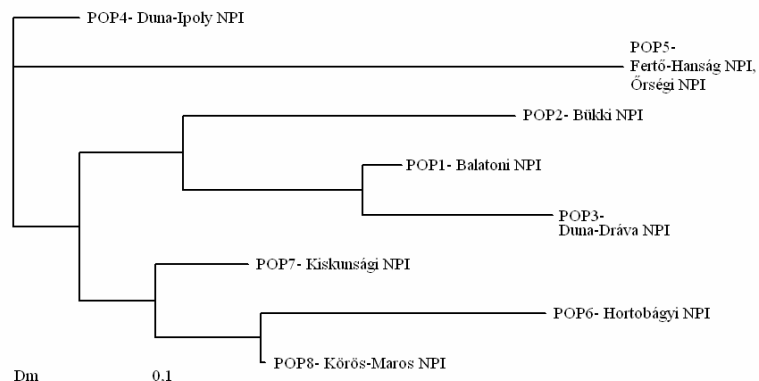 POP4- Duna-Ipoly NPI
POP5-
Fertő-Hanság NPI,
Őrségi NPI
POP2- Bükki NPI
POP1- Balatoni NPI
POP3-
Duna-Dráva NPI
POP7- Kiskunsági NPI
POP6- Hortobágyi NPI
POP8- Körös-Maros NPI
Dm 0,1